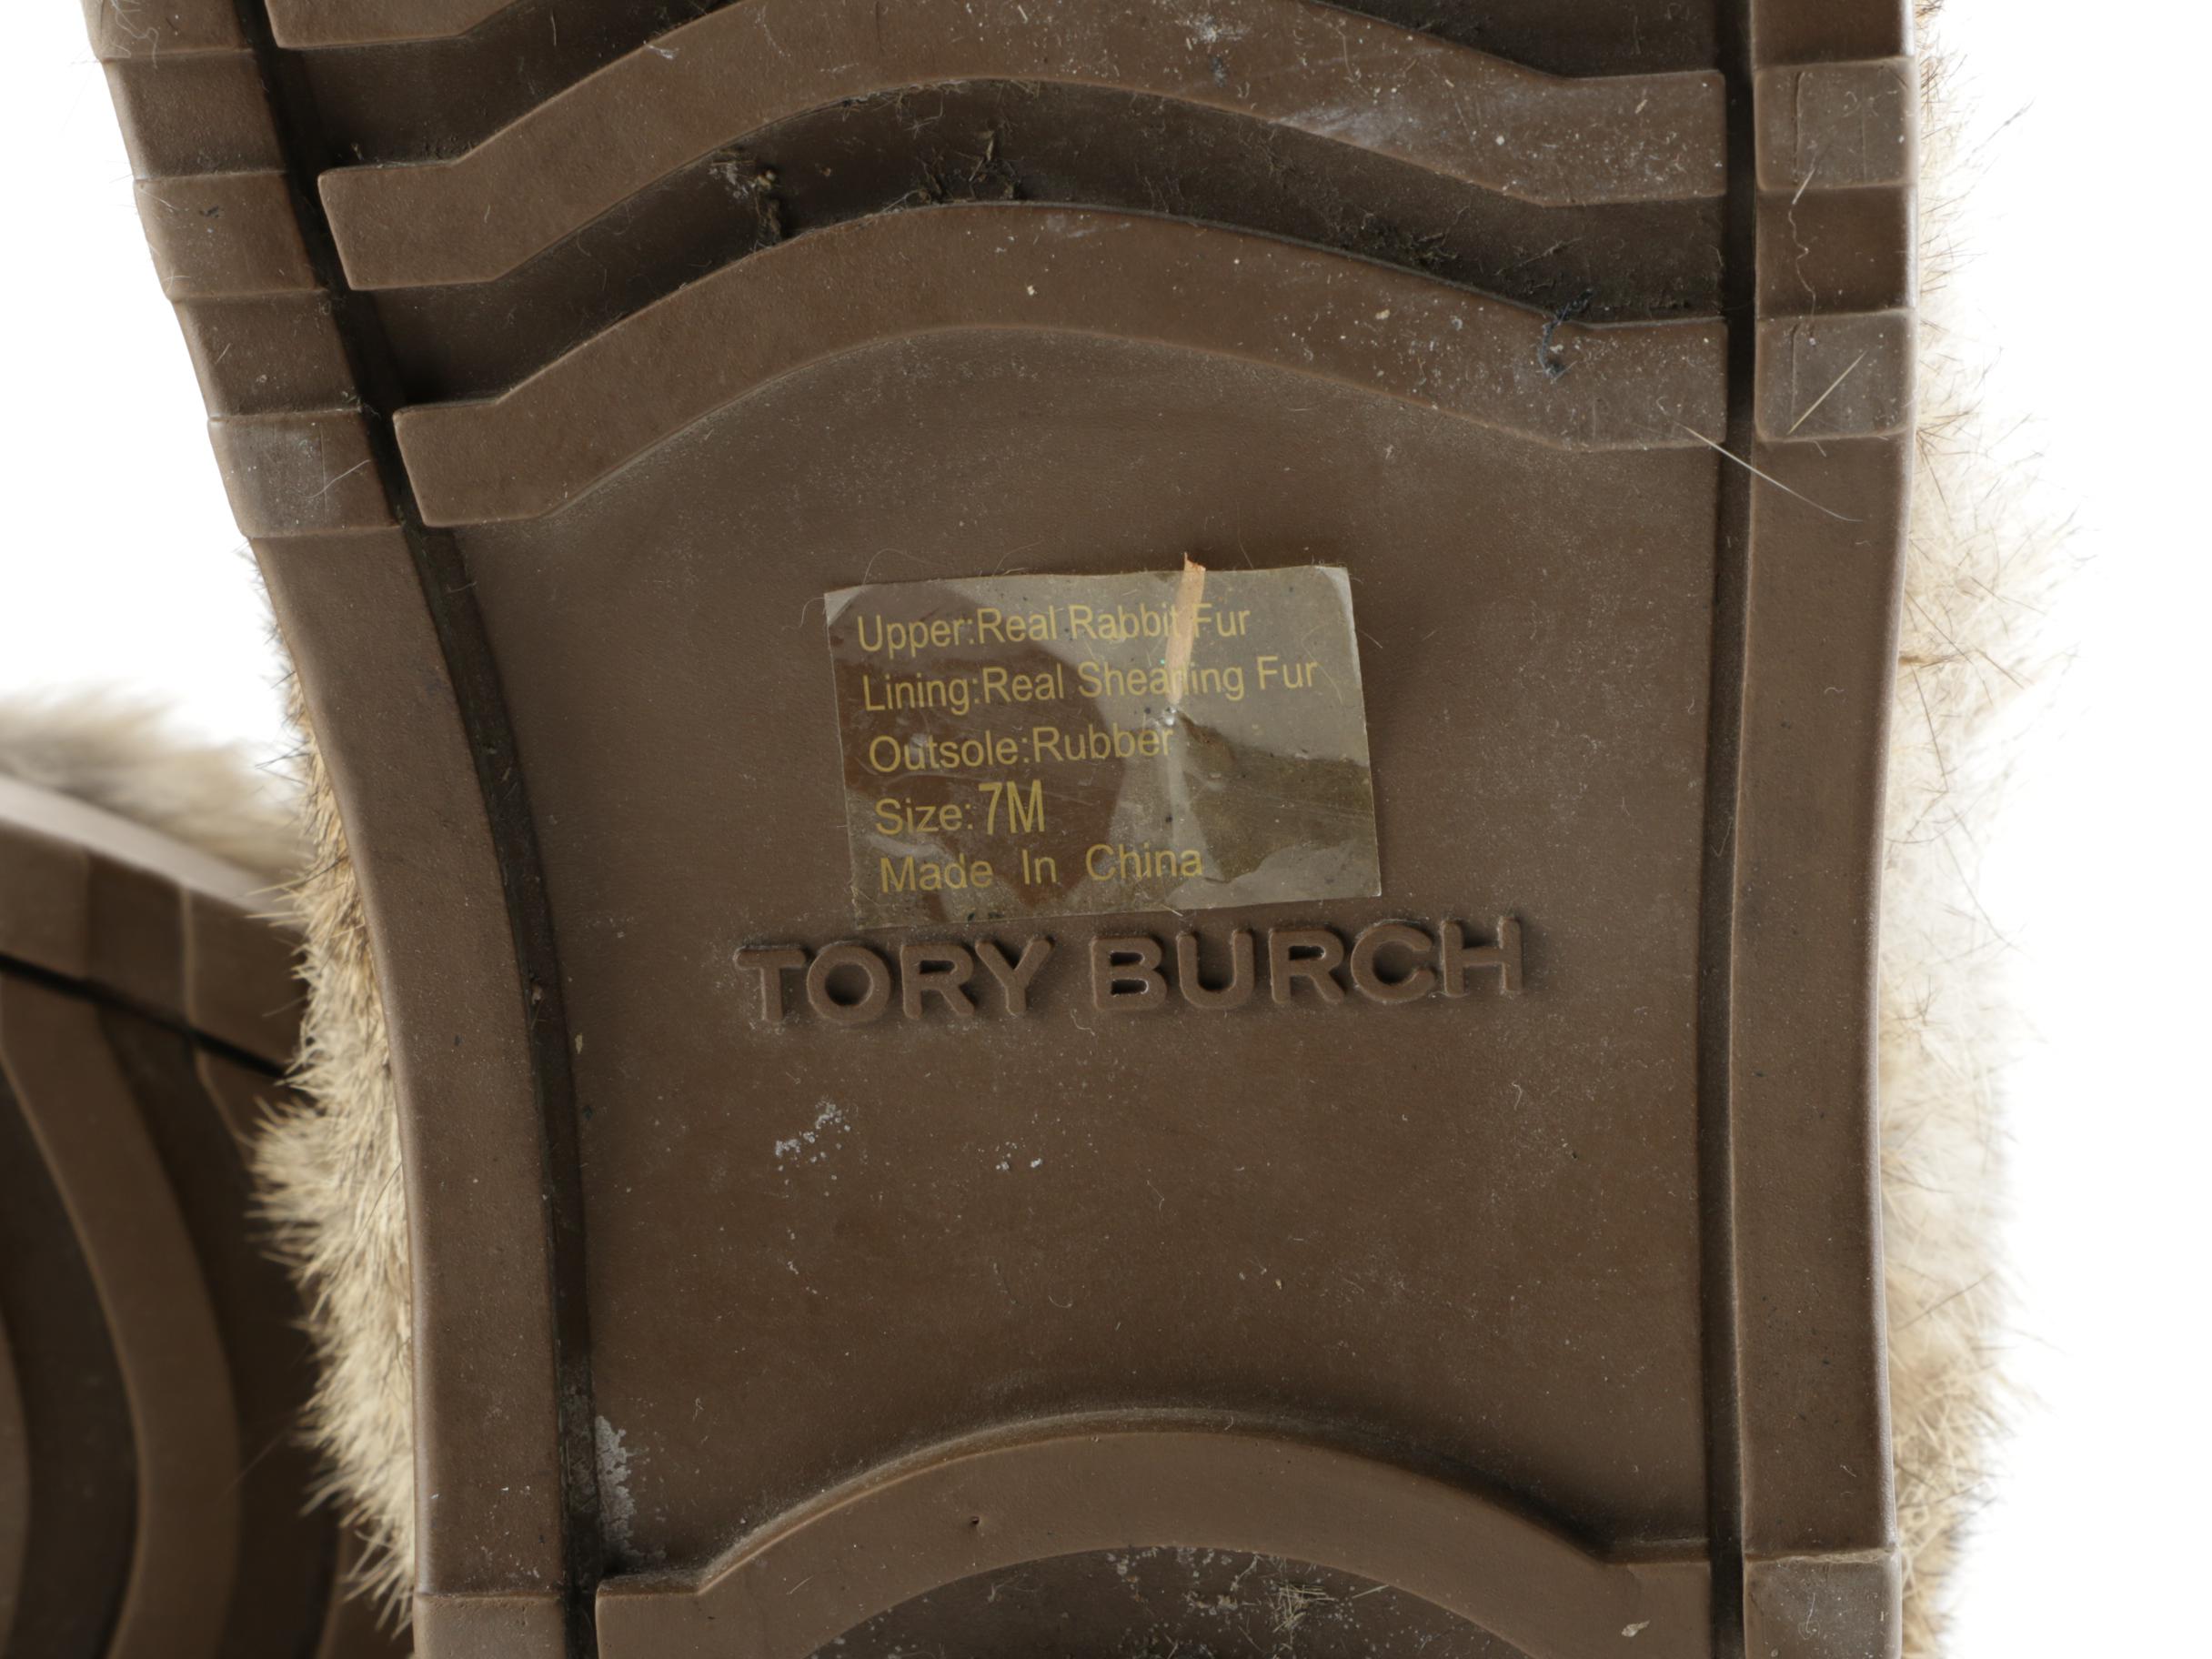 Upper:Real Rabbit Fur
Lining:Real Shearling Fur
Outsole:Rubber
Size:7M
Made In China
TORY BURCH